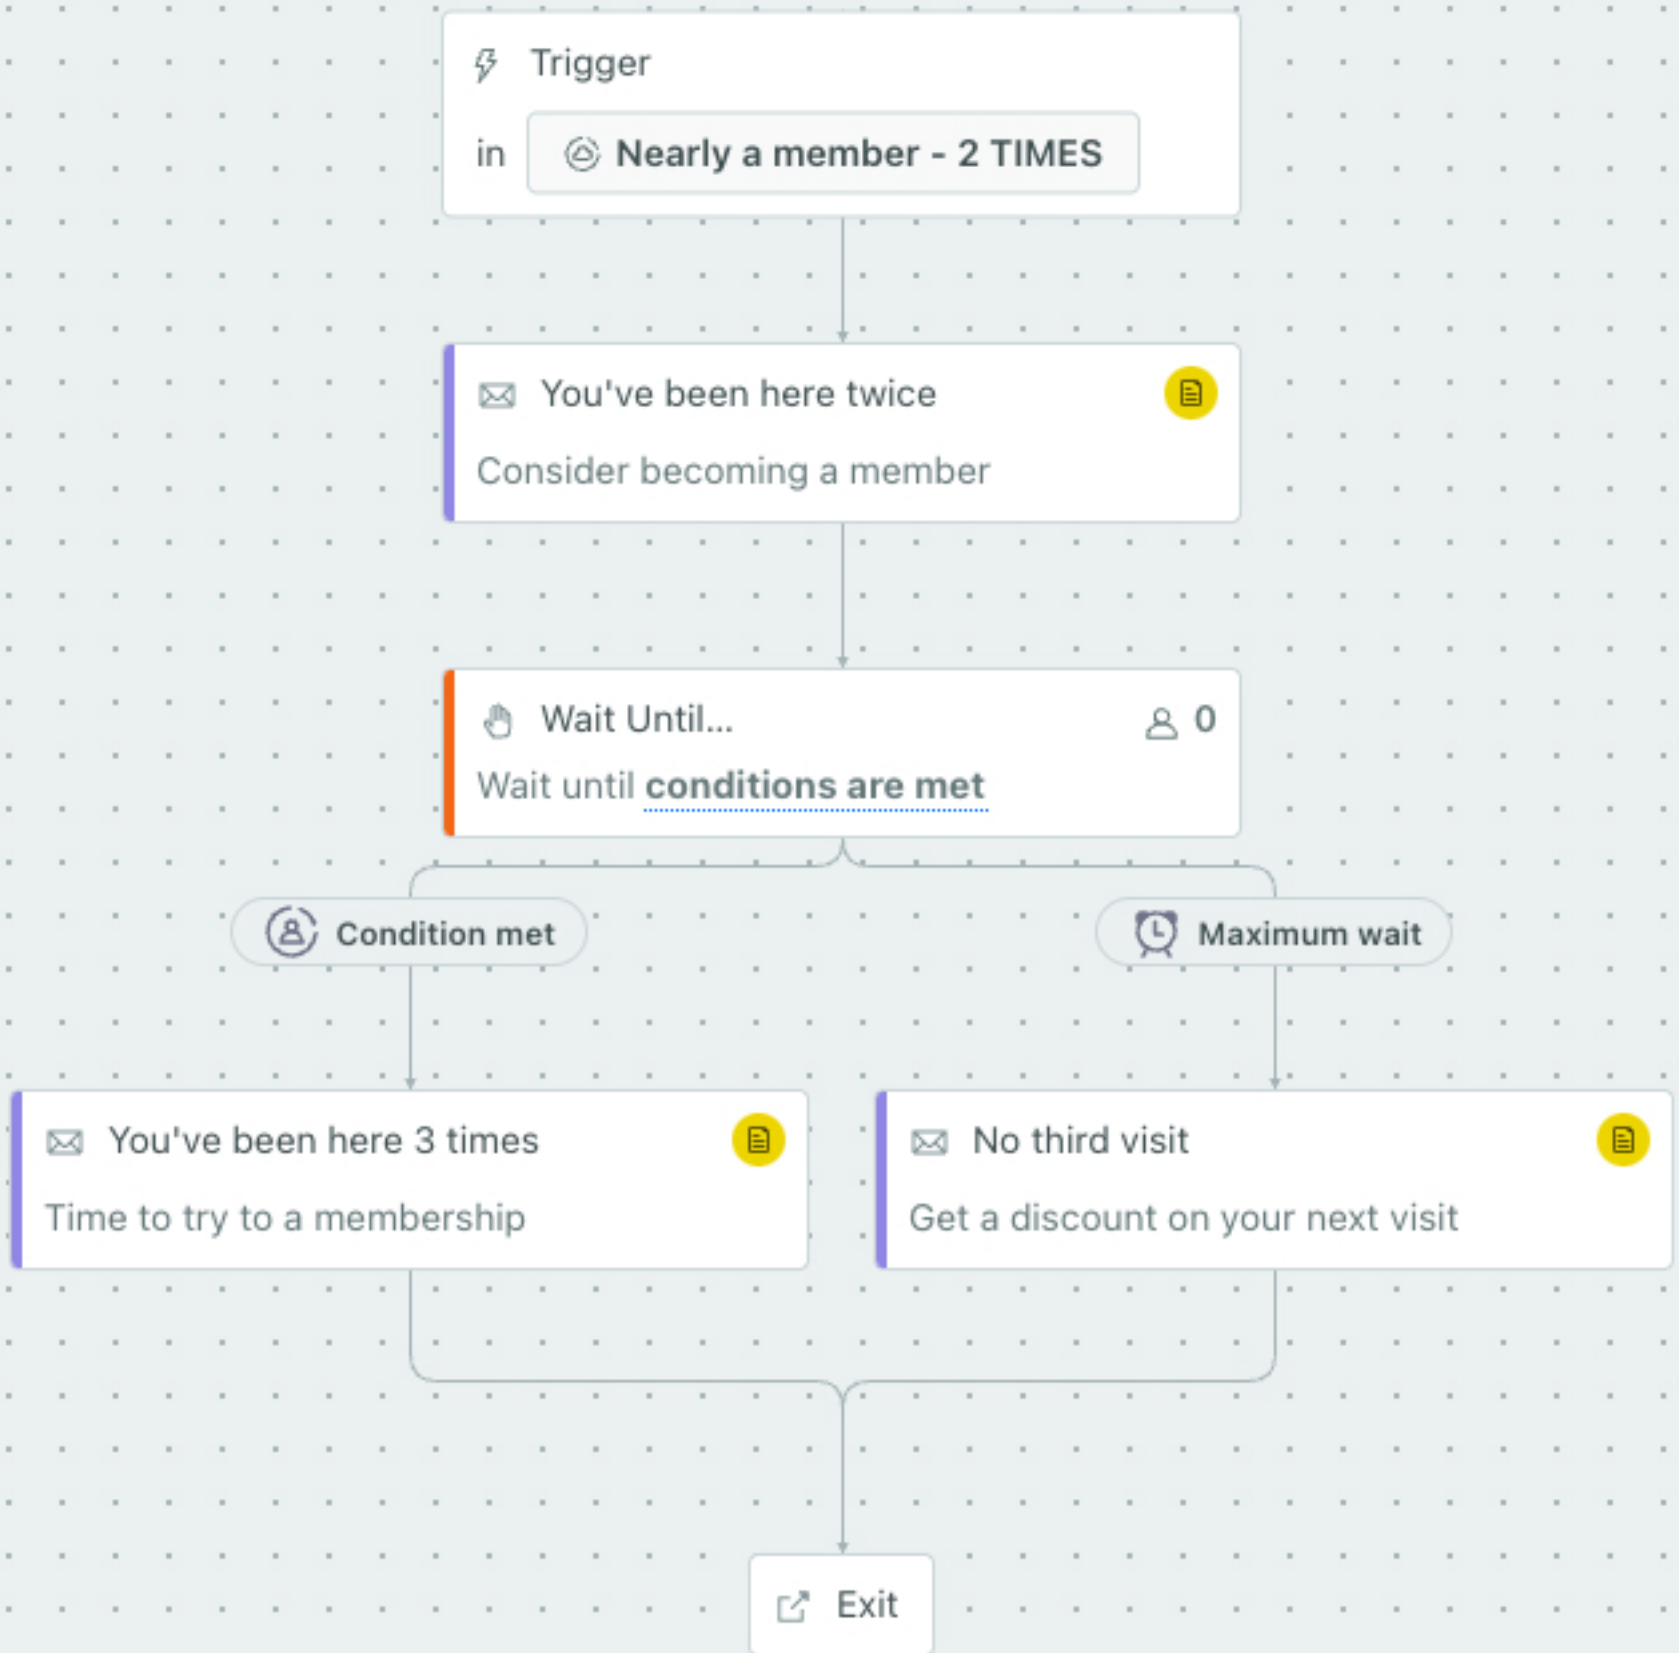 Trigger
in Nearly a member - 2 TIMES
You've been here twice
Consider becoming a member
Wait Until...
0
Wait until conditions are met
Condition met
Maximum wait
You've been here 3 times
Time to try to a membership
No third visit
Get a discount on your next visit
Exit